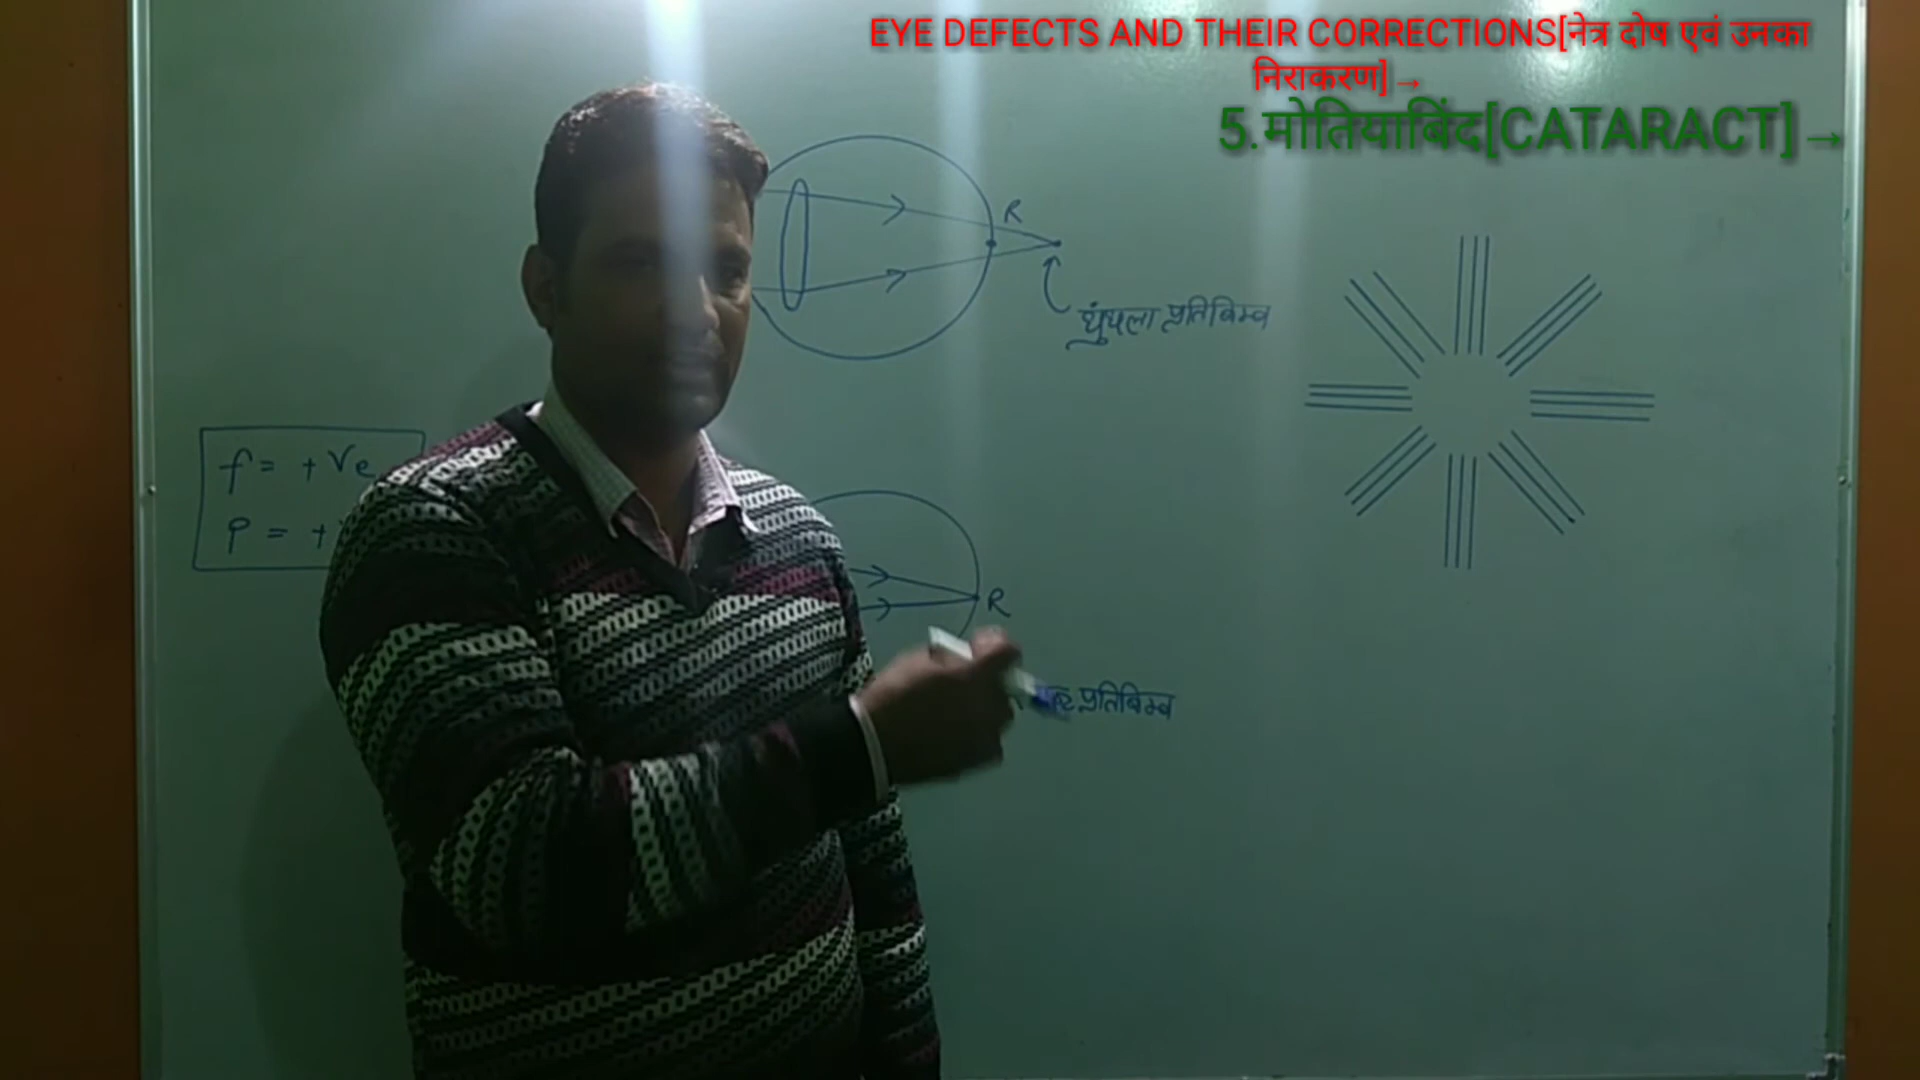 EYE DEFECTS AND THEIR CORRECTIONS[नेत्र दोष एवं उनका
निराकरण]→
5.मोतियाबिंद[CATARACT]→
R
धुंधला प्रतिबिम्ब
f = + Ve
P = +
R
प्रतिबिम्ब